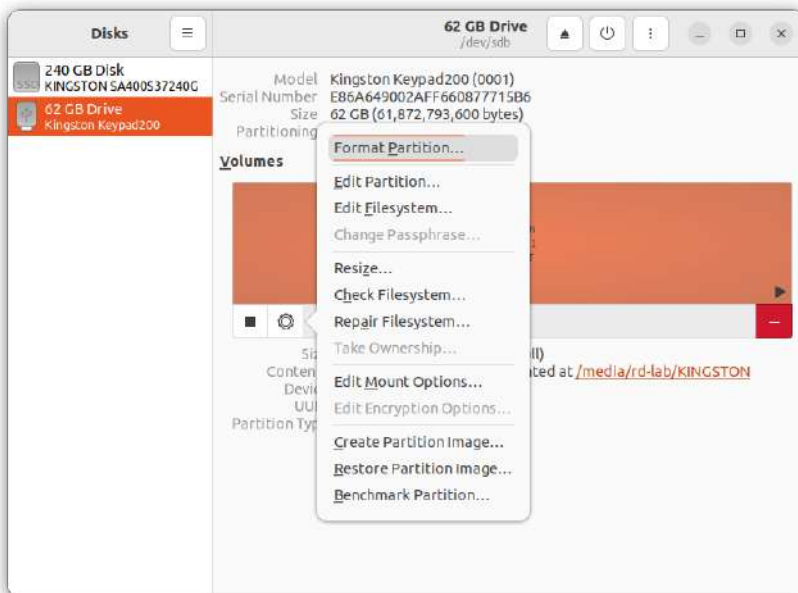 Disks
62 GB Drive
/dev/sdb
240 GB Disk
KINGSTON SA400S37240G
62 GB Drive
Kingston Keypad200
Model Kingston Keypad200 (0001)
Serial Number E86A649002AFF660877715B6
Size 62 GB (61,872,793,600 bytes)
Partitioning
Volumes
Format Partition...
Edit Partition...
Edit Filesystem...
Change Passphrase...
Resize...
Check Filesystem...
Repair Filesystem...
Take Ownership...
Edit Mount Options...
Edit Encryption Options...
Create Partition Image...
Restore Partition Image...
Benchmark Partition...
/media/rd-lab/KINGSTON
Partition Typ